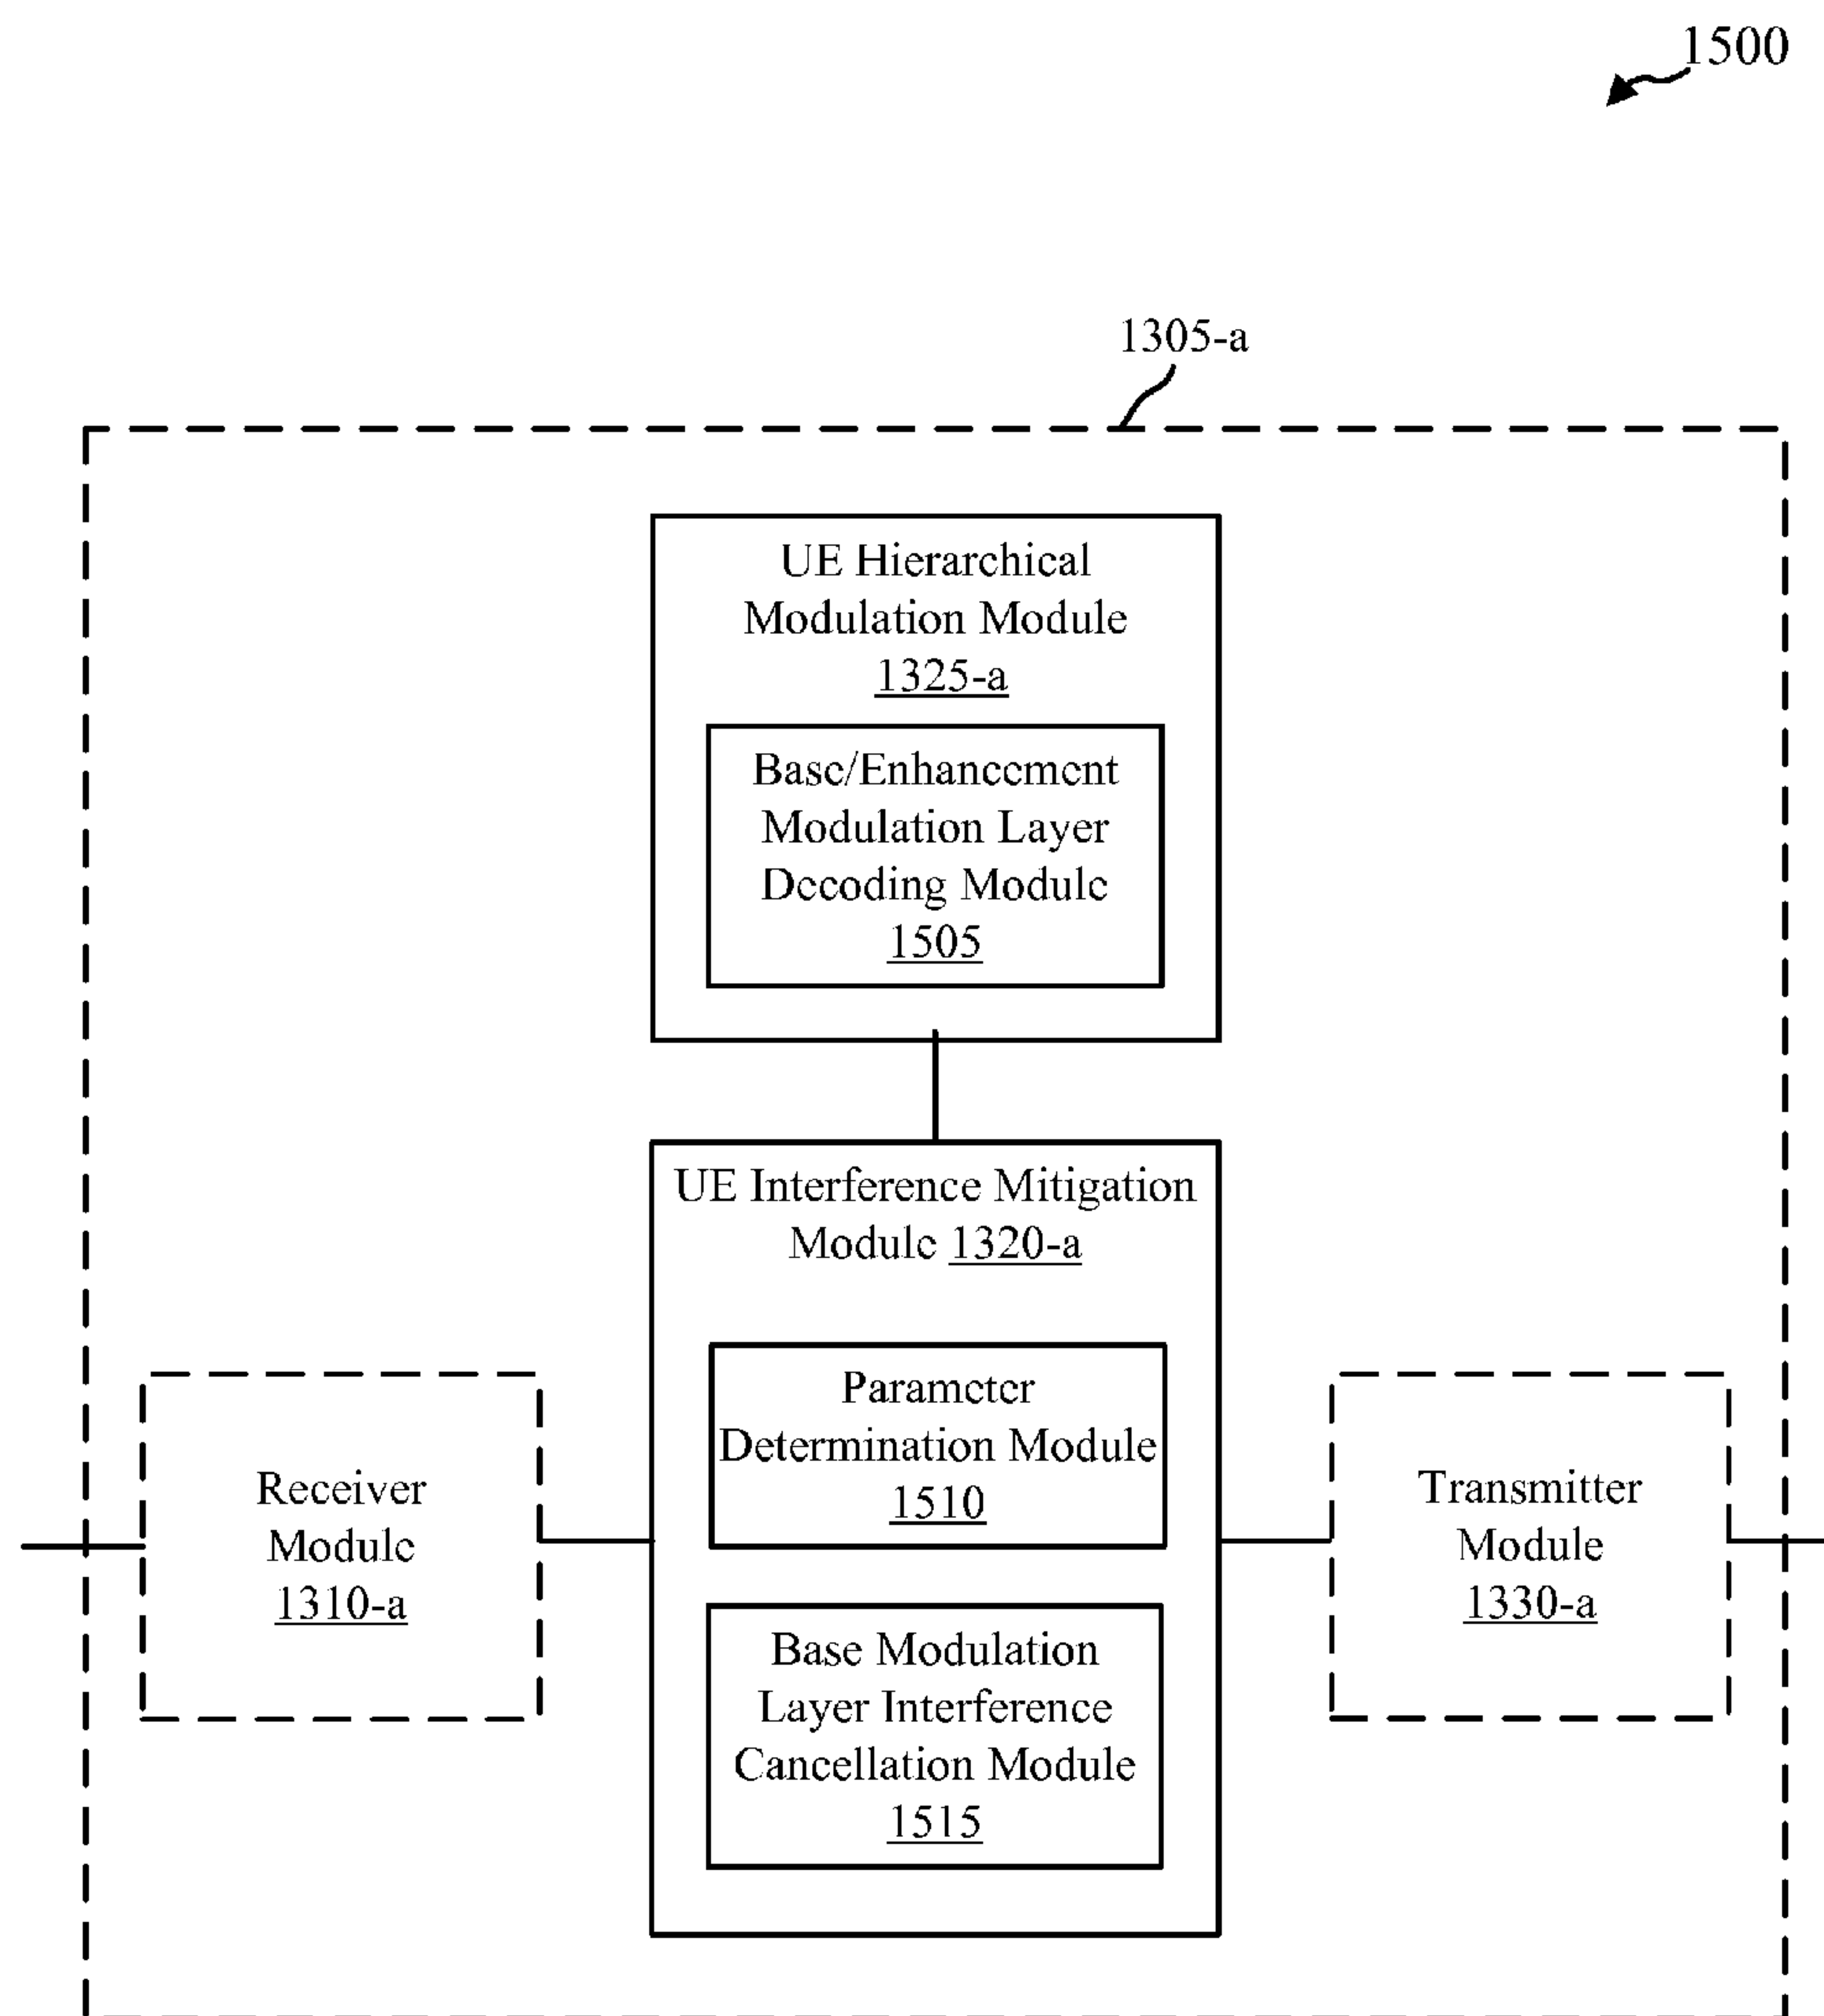 1500
1305-a
UE Hierarchical
Modulation Module
1325-a
Base/Enhancement
Modulation Layer
Decoding Module
1505
UE Interference Mitigation
Module 1320-a
Parameter
Determination Module
1510
Base Modulation
Layer Interference
Cancellation Module
1515
Receiver
Module
1310-a
Transmitter
Module
1330-a